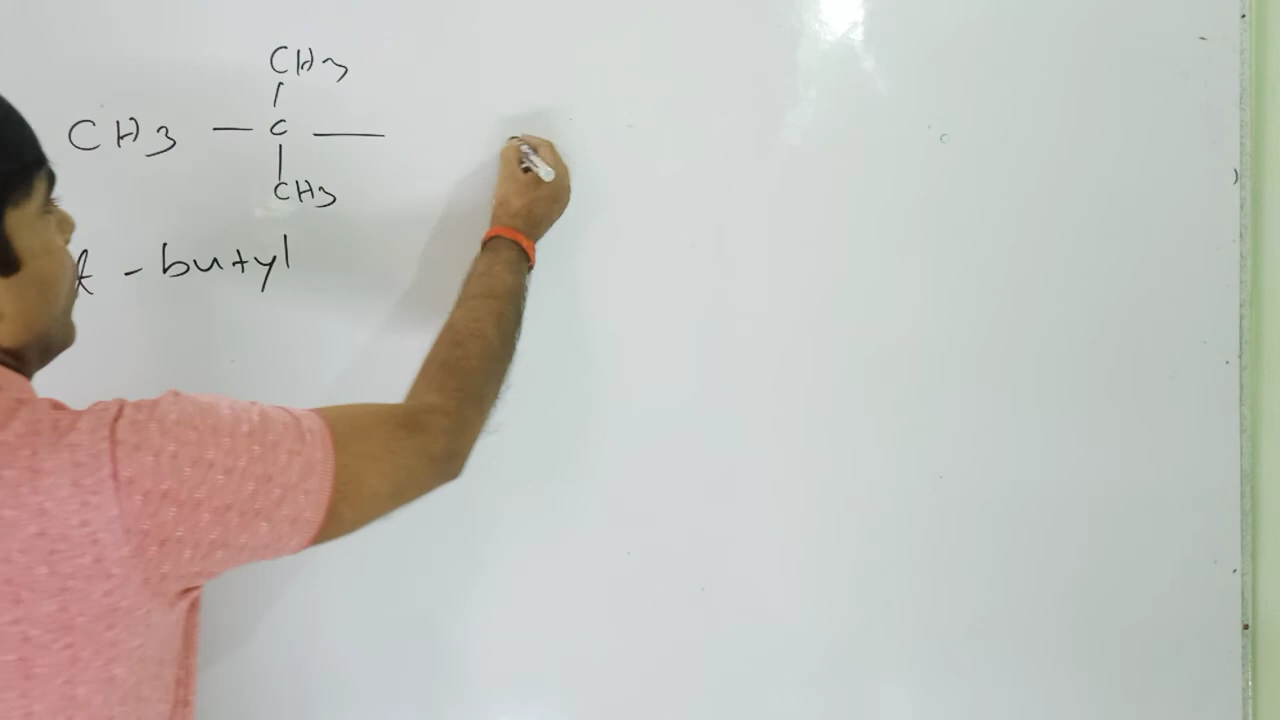 CH3
CH3 — C —
CH3
t - butyl